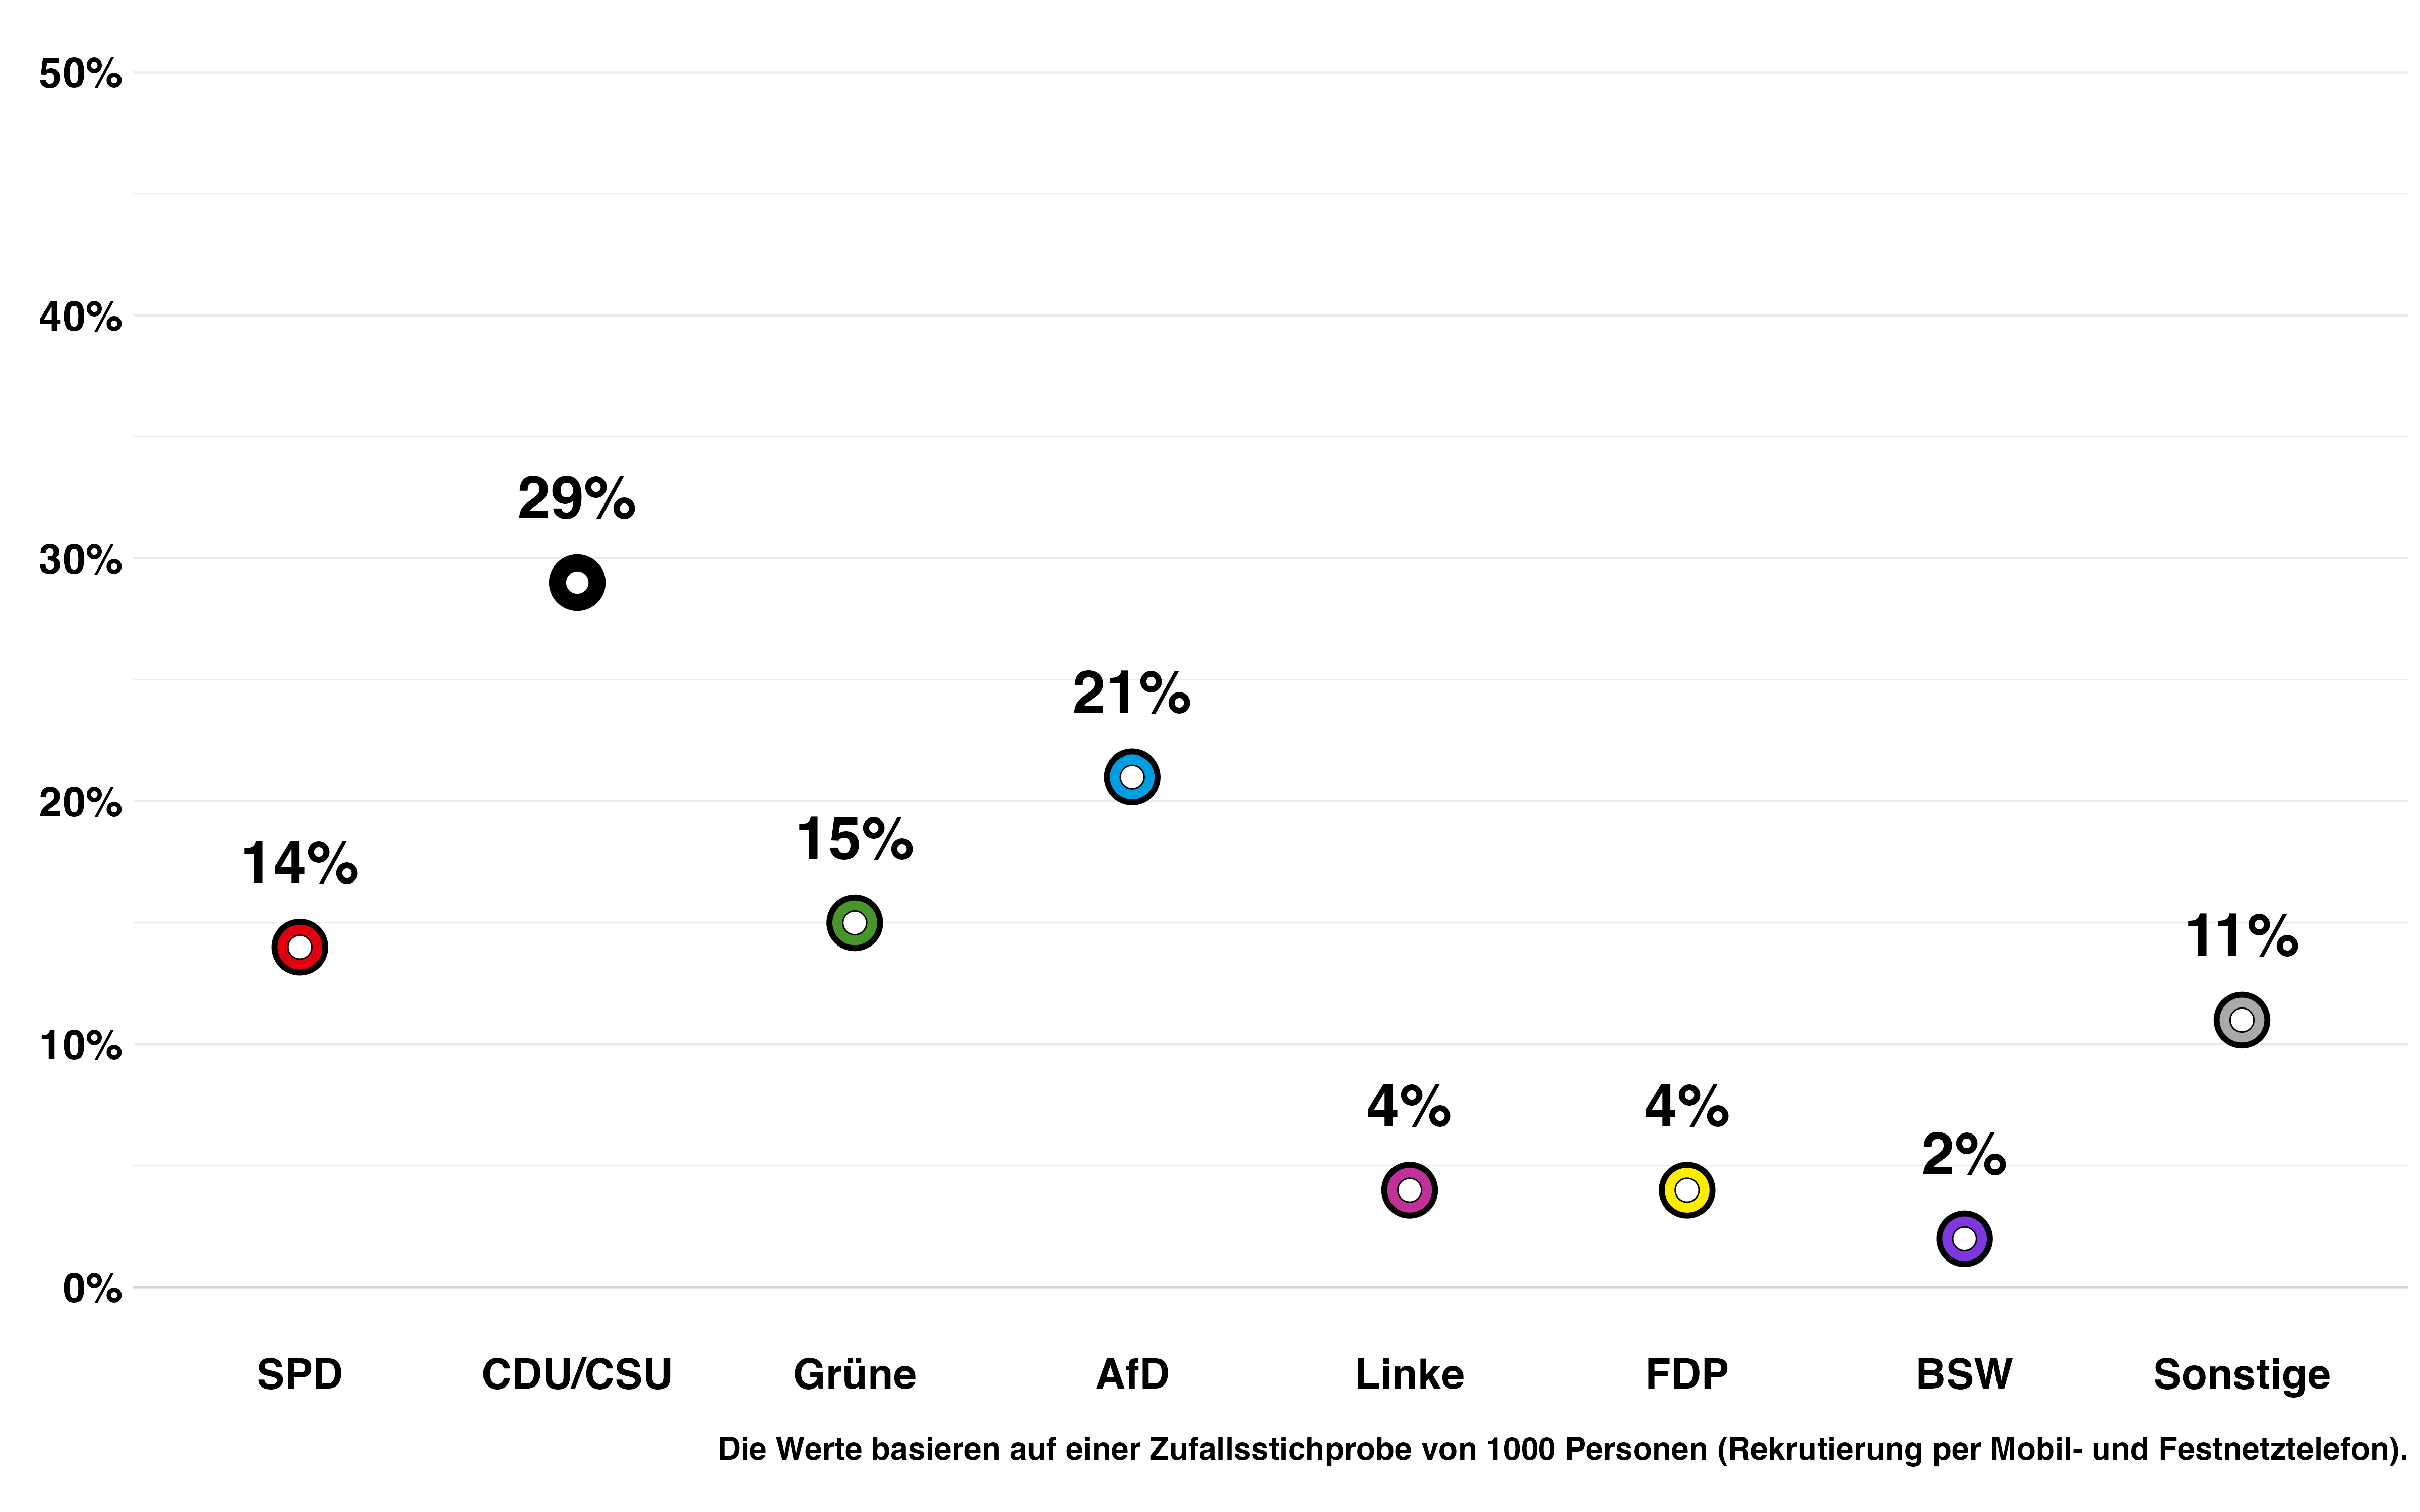 50%
40%
30%
20%
10%
0%
14%
29%
15%
21%
4%
4%
2%
11%
SPD
CDU/CSU
Grüne
AfD
Linke
FDP
BSW
Sonstige
Die Werte basieren auf einer Zufallsstichprobe von 1000 Personen (Rekrutierung per Mobil- und Festnetztelefon).